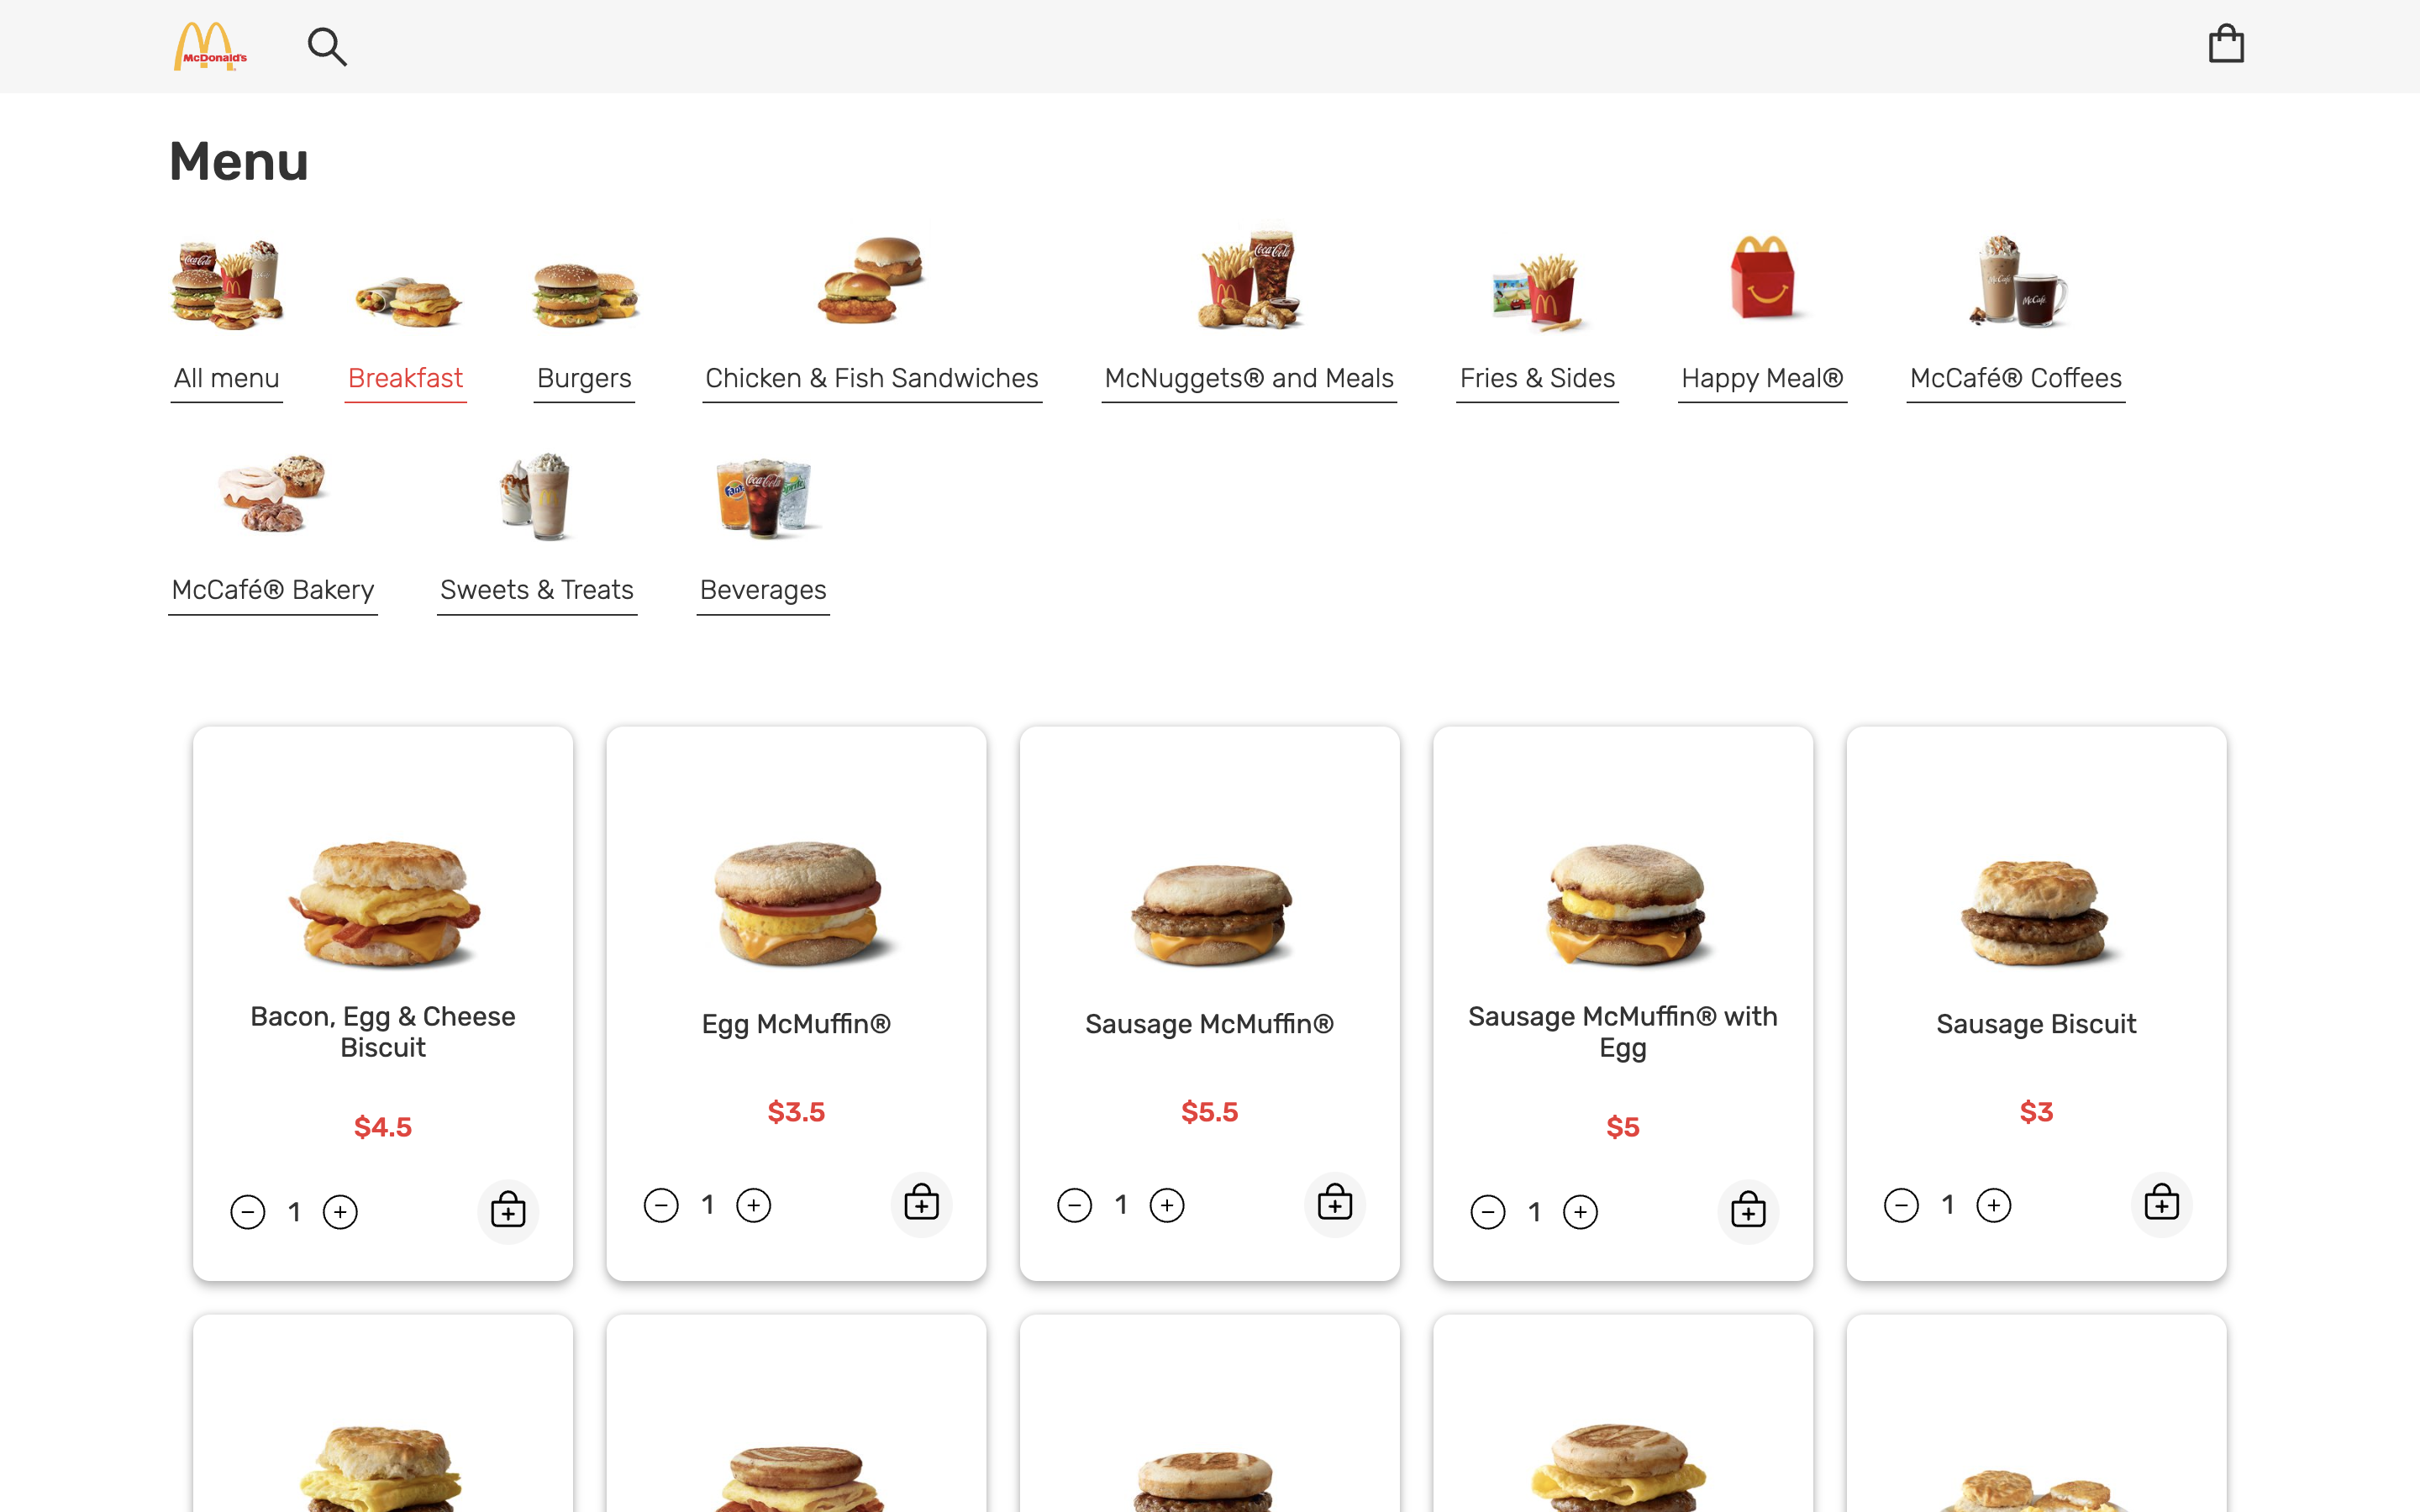 McDonald's
Menu
All menu
Breakfast
Burgers
Chicken & Fish Sandwiches
McNuggets® and Meals
Fries & Sides
Happy Meal®
McCafé® Coffees
McCafé® Bakery
Sweets & Treats
Beverages
Bacon, Egg & Cheese
Biscuit
$4.5
1
Egg McMuffin®
$3.5
1
Sausage McMuffin®
$5.5
1
Sausage McMuffin® with
Egg
$5
1
Sausage Biscuit
$3
1